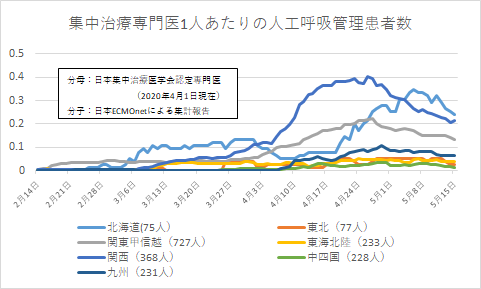 集中治療専門医1人あたりの人工呼吸管理患者数
0.5
0.4
0.3
0.2
0.1
0
分母：日本集中治療医学会認定専門医
（2020年4月1日現在）
分子：日本ECMOnetによる集計報告
2月14日 2月21日 2月28日 3月6日 3月13日 3月20日 3月27日 4月3日 4月10日 4月17日 4月24日 5月1日 5月8日 5月15日
北海道(75人) 東北（77人）
関東甲信越（727人） 東海北陸（233人）
関西（368人） 中四国（228人）
九州（231人）